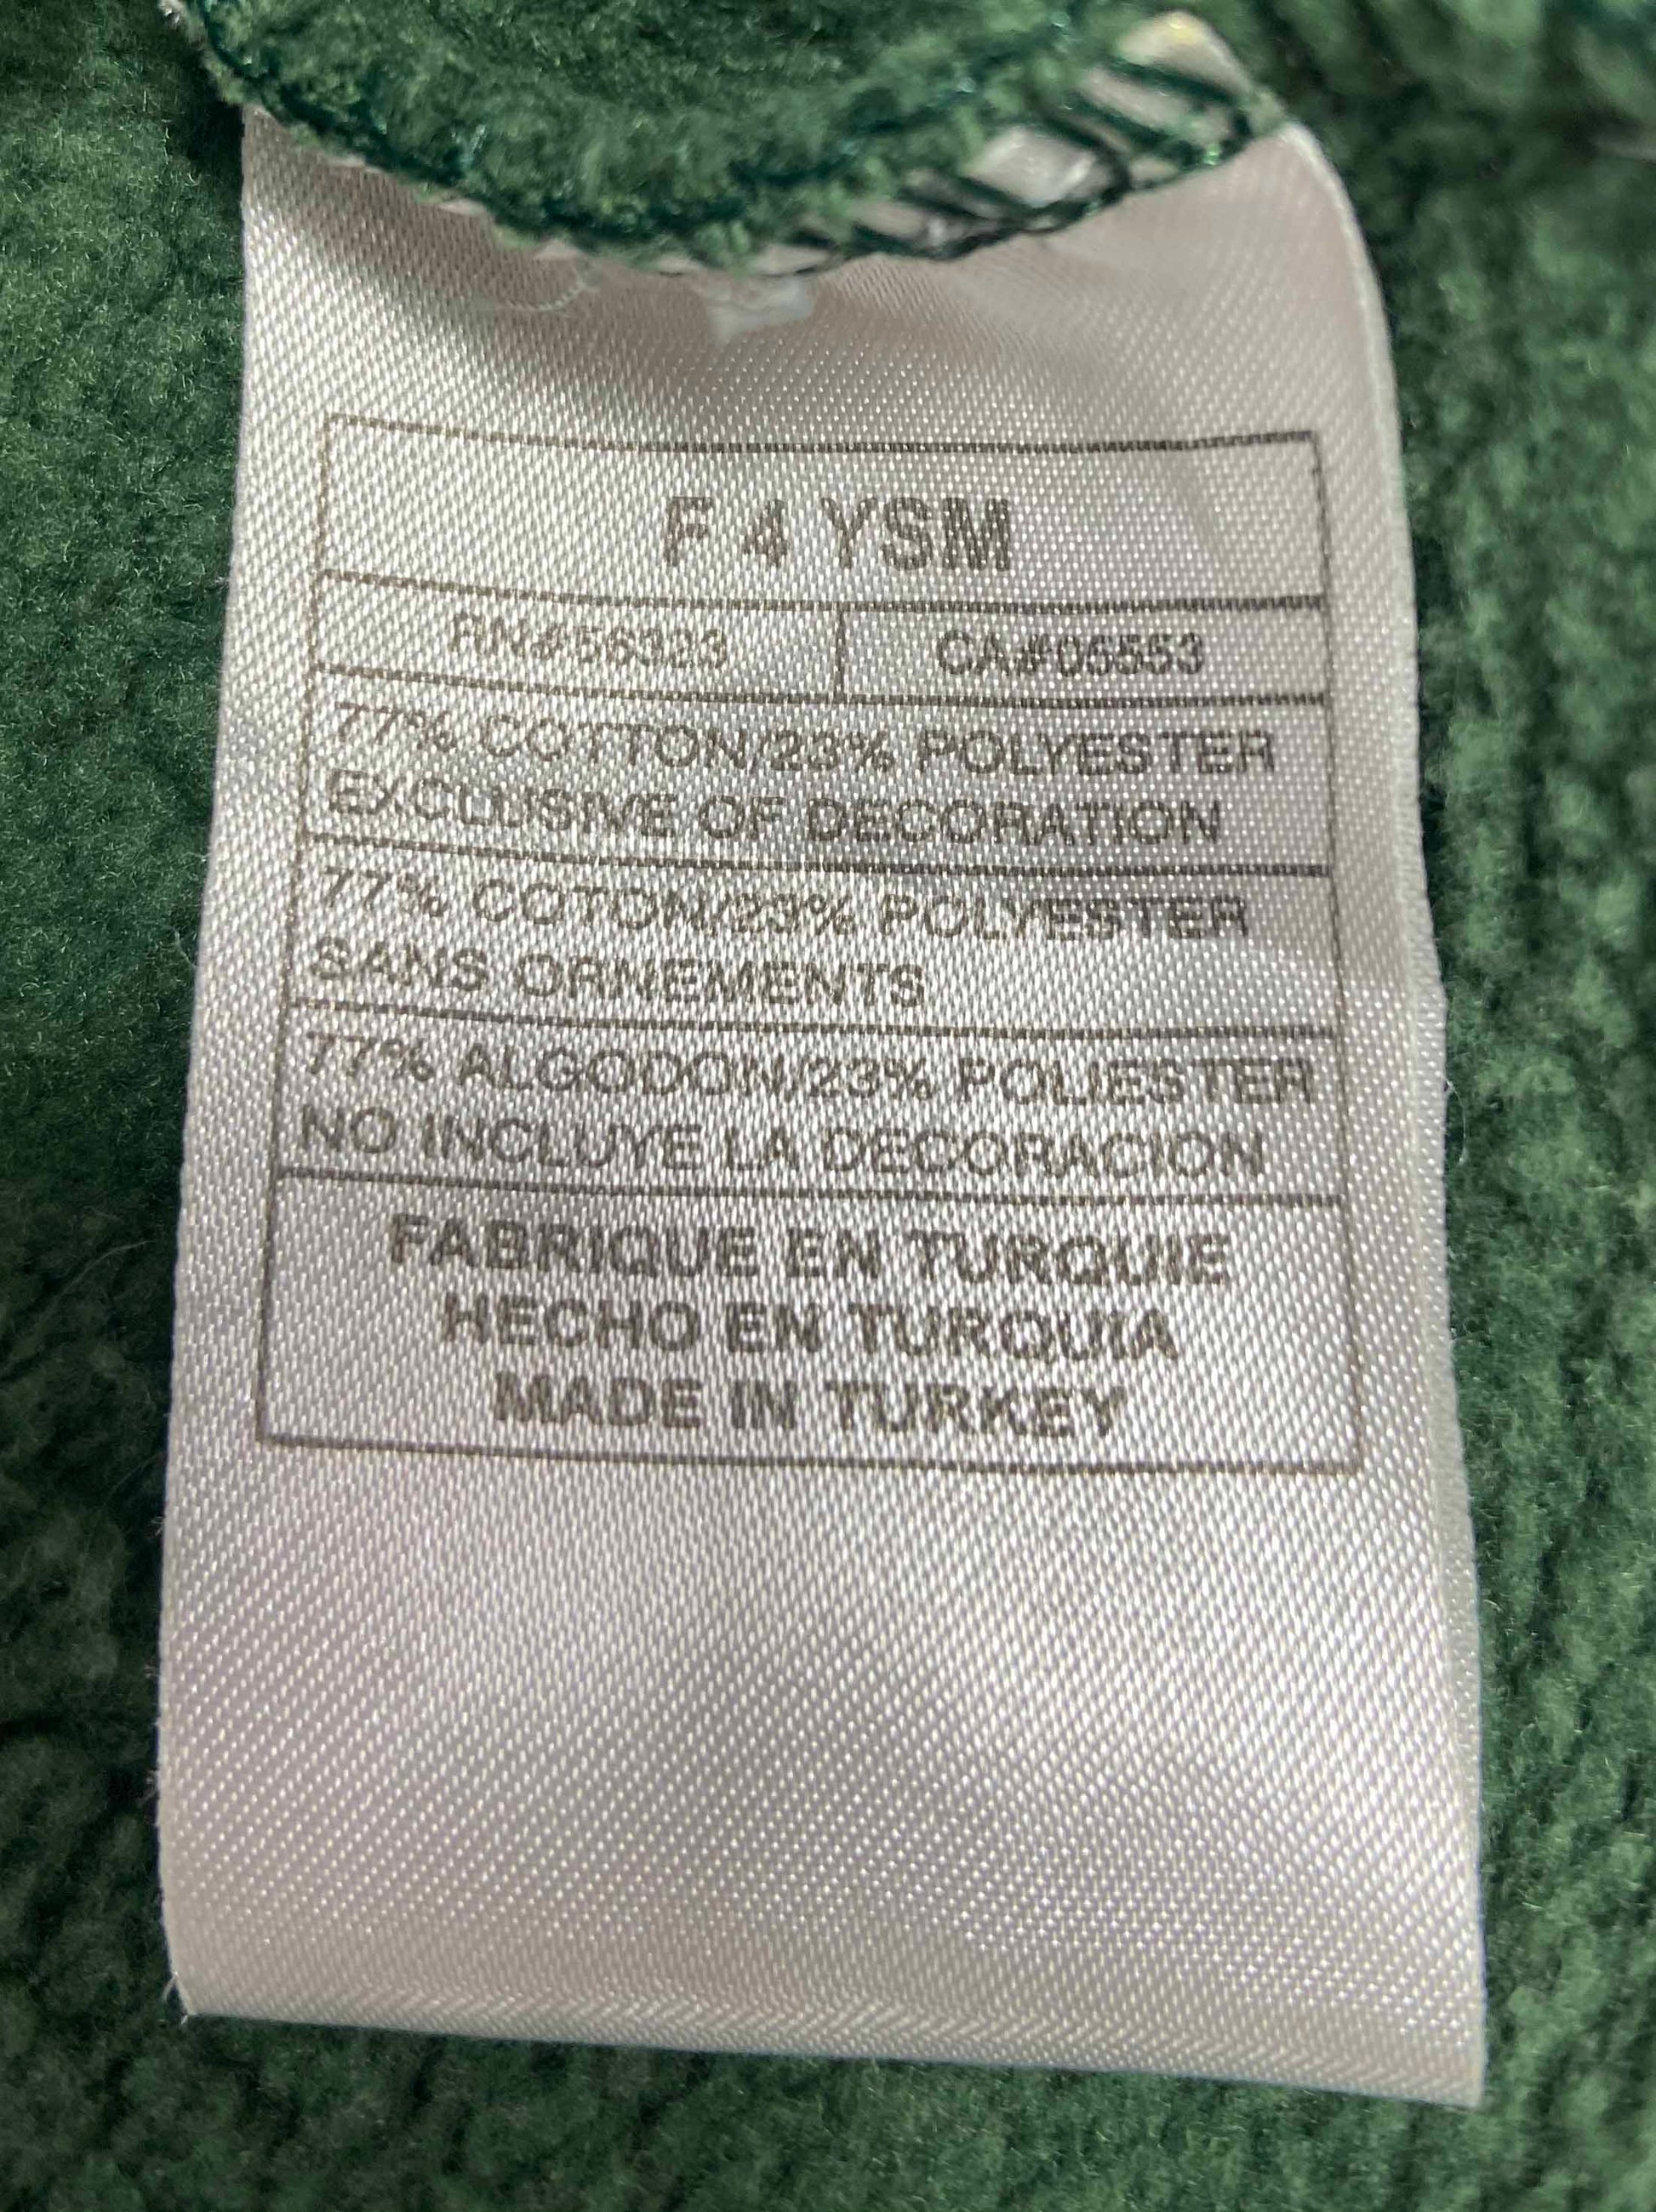 F 4 YSM
RN#56323
CA#05553
77% COTTON/23% POLYESTER
EXCLUSIVE OF DECORATION
77% COTON/23% POLYESTER
SANS ORNEMENTS
77% ALGODON/23% POLIESTER
NO INCLUYE LA DECORACION
FABRIQUE EN TURQUIE
HECHO EN TURQUIA
MADE IN TURKEY